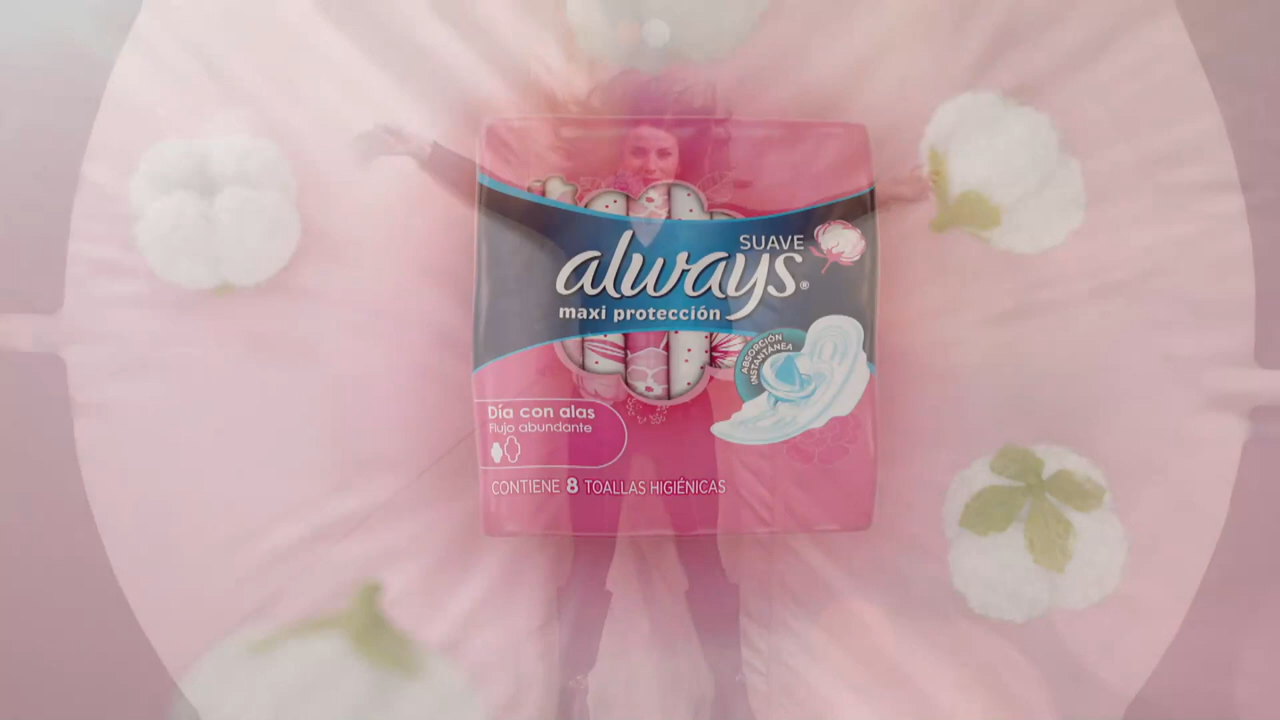 SUAVE
always®
maxi protección
ABSORCIÓN
INSTANTÁNEA
Día con alas
Flujo abundante
CONTIENE 8 TOALLAS HIGIÉNICAS